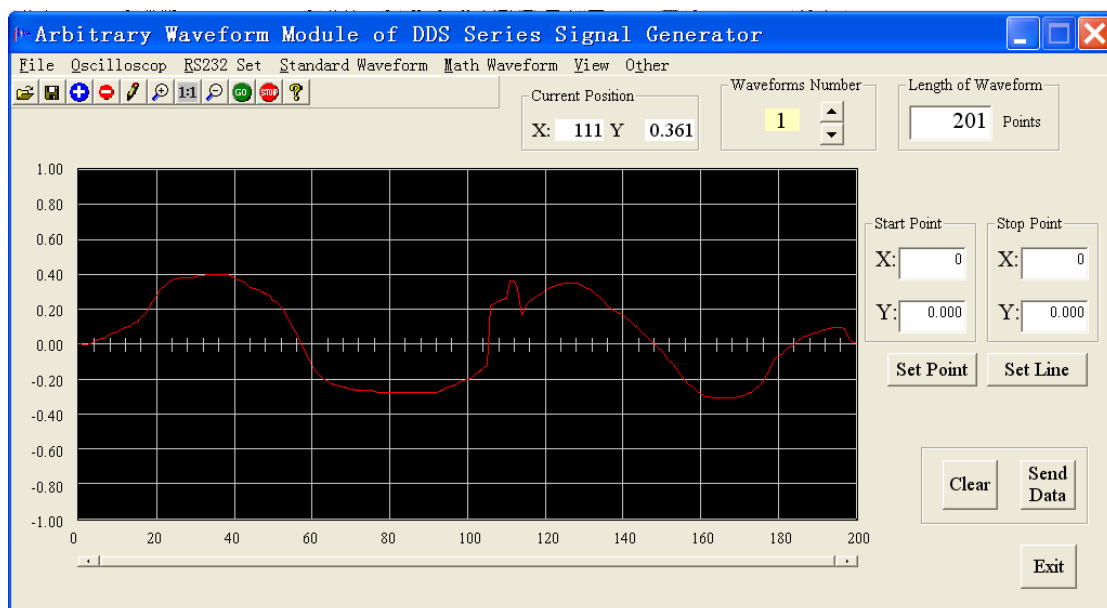 Arbitrary Waveform Module of DDS Series Signal Generator
File Oscilloscop RS232 Set Standard Waveform Math Waveform View Other
1:1 GO STOP ?
Current Position
X: 111 Y 0.361
Waveforms Number
1
Length of Waveform
201 Points
1.00
0.80
0.60
0.40
0.20
0.00
-0.20
-0.40
-0.60
-0.80
-1.00
0 20 40 60 80 100 120 140 160 180 200
Start Point
X: 0
Y: 0.000
Stop Point
X: 0
Y: 0.000
Set Point
Set Line
Clear
Send
Data
Exit